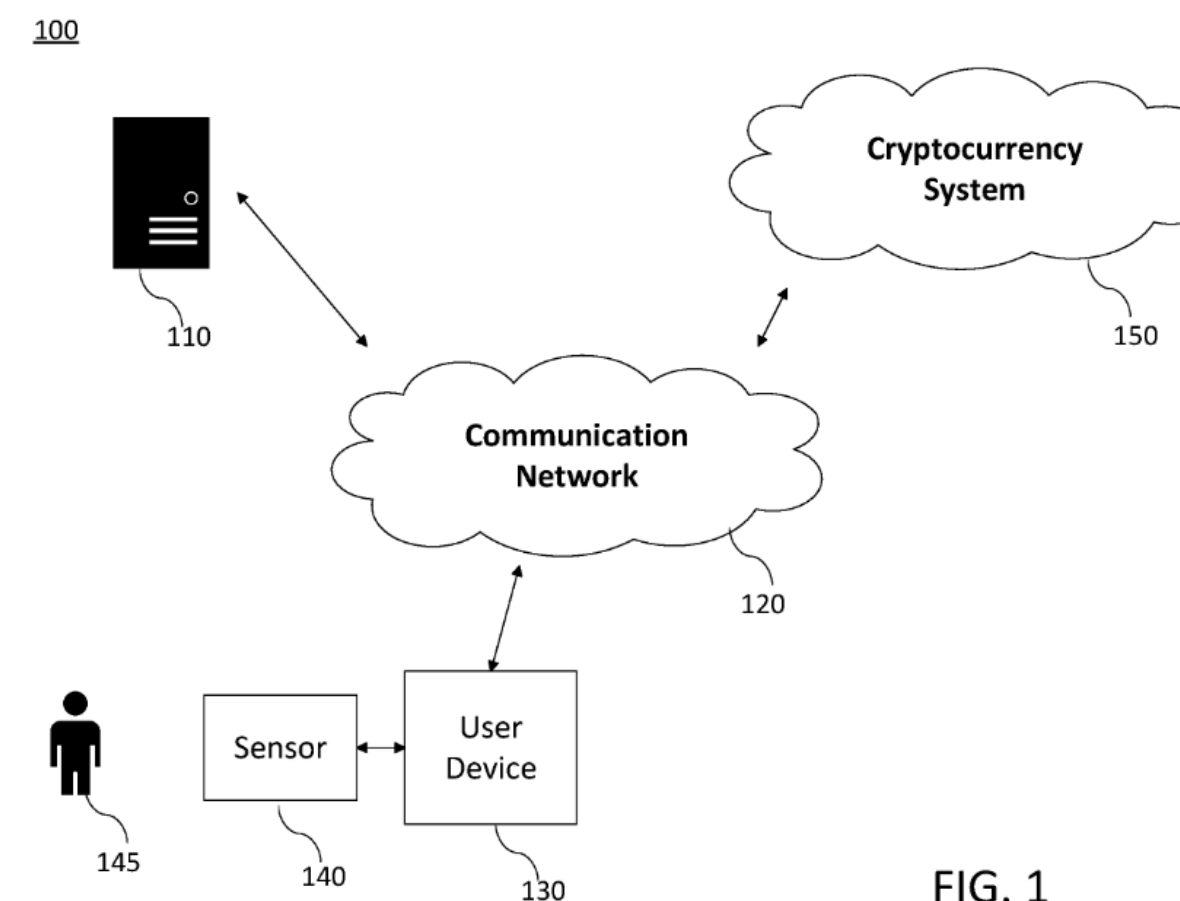 100
Cryptocurrency
System
110
150
Communication
Network
120
User
Device
Sensor
145
140
130
FIG. 1